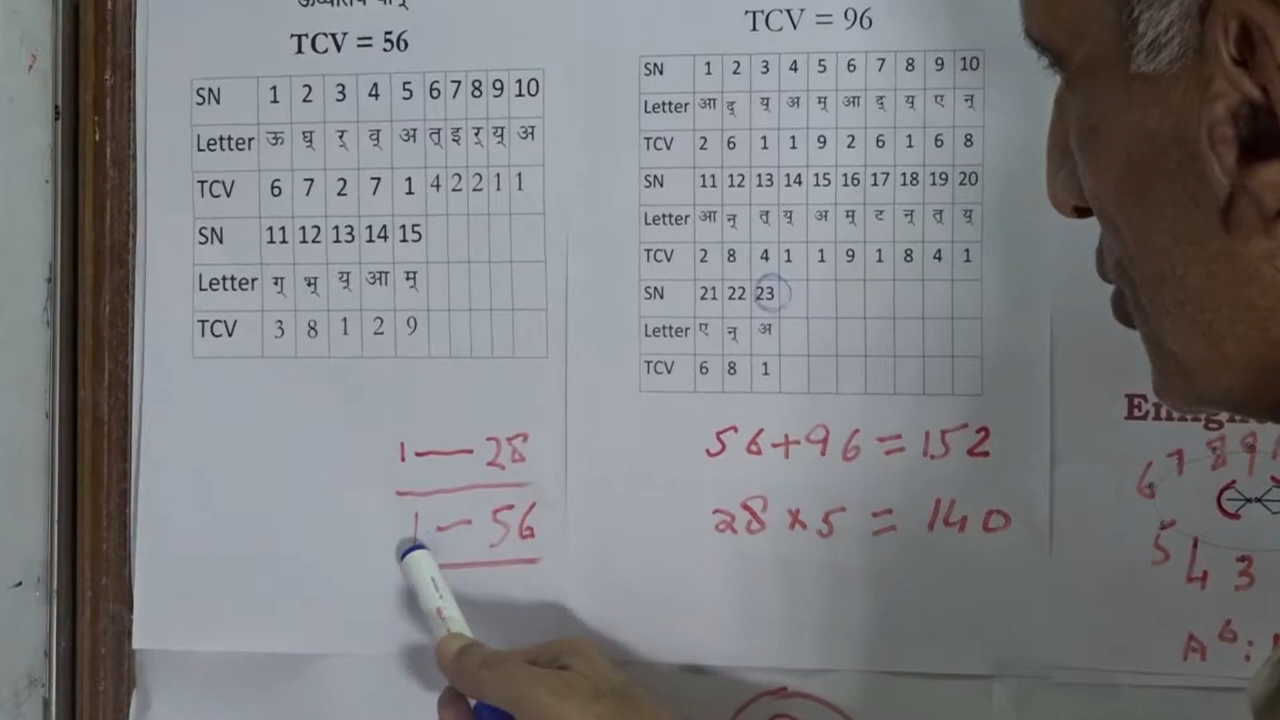 TCV = 56
SN 1 2 3 4 5 6 7 8 9 10
Letter ऊ घ् र् व् अ त् इ र् य् अ
TCV 6 7 2 7 1 4 2 2 1 1
SN 11 12 13 14 15
Letter ग् भ् य् आ म्
TCV 3 8 1 2 9
1 — 28
1 — 56
TCV = 96
SN 1 2 3 4 5 6 7 8 9 10
Letter आ द् य् अ म् आ द् य् ए न्
TCV 2 6 1 1 9 2 6 1 6 8
SN 11 12 13 14 15 16 17 18 19 20
Letter आ न् त् य् अ म् ट न् त् य्
TCV 2 8 4 1 1 9 1 8 4 1
SN 21 22 23
Letter ए न् अ
TCV 6 8 1
56+96=152
28×5=140
6 7 8 9
5 4 3
A⁶: